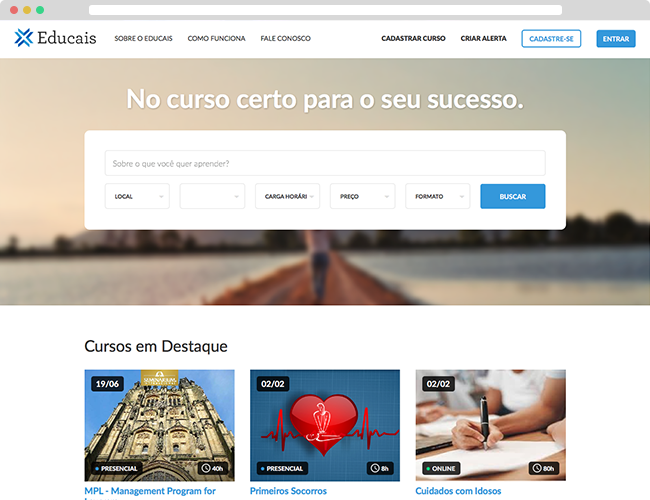 Educais
SOBRE O EDUCAIS COMO FUNCIONA FALE CONOSCO CADASTRAR CURSO CRIAR ALERTA CADASTRE-SE ENTRAR
No curso certo para o seu sucesso.
Sobre o que você quer aprender?
LOCAL CARGA HORÁRI PREÇO FORMATO BUSCAR
Cursos em Destaque
19/06 02/02 02/02
PRESENCIAL 40h PRESENCIAL 8h ONLINE 80h
MPL - Management Program for Primeiros Socorros Cuidados com Idosos